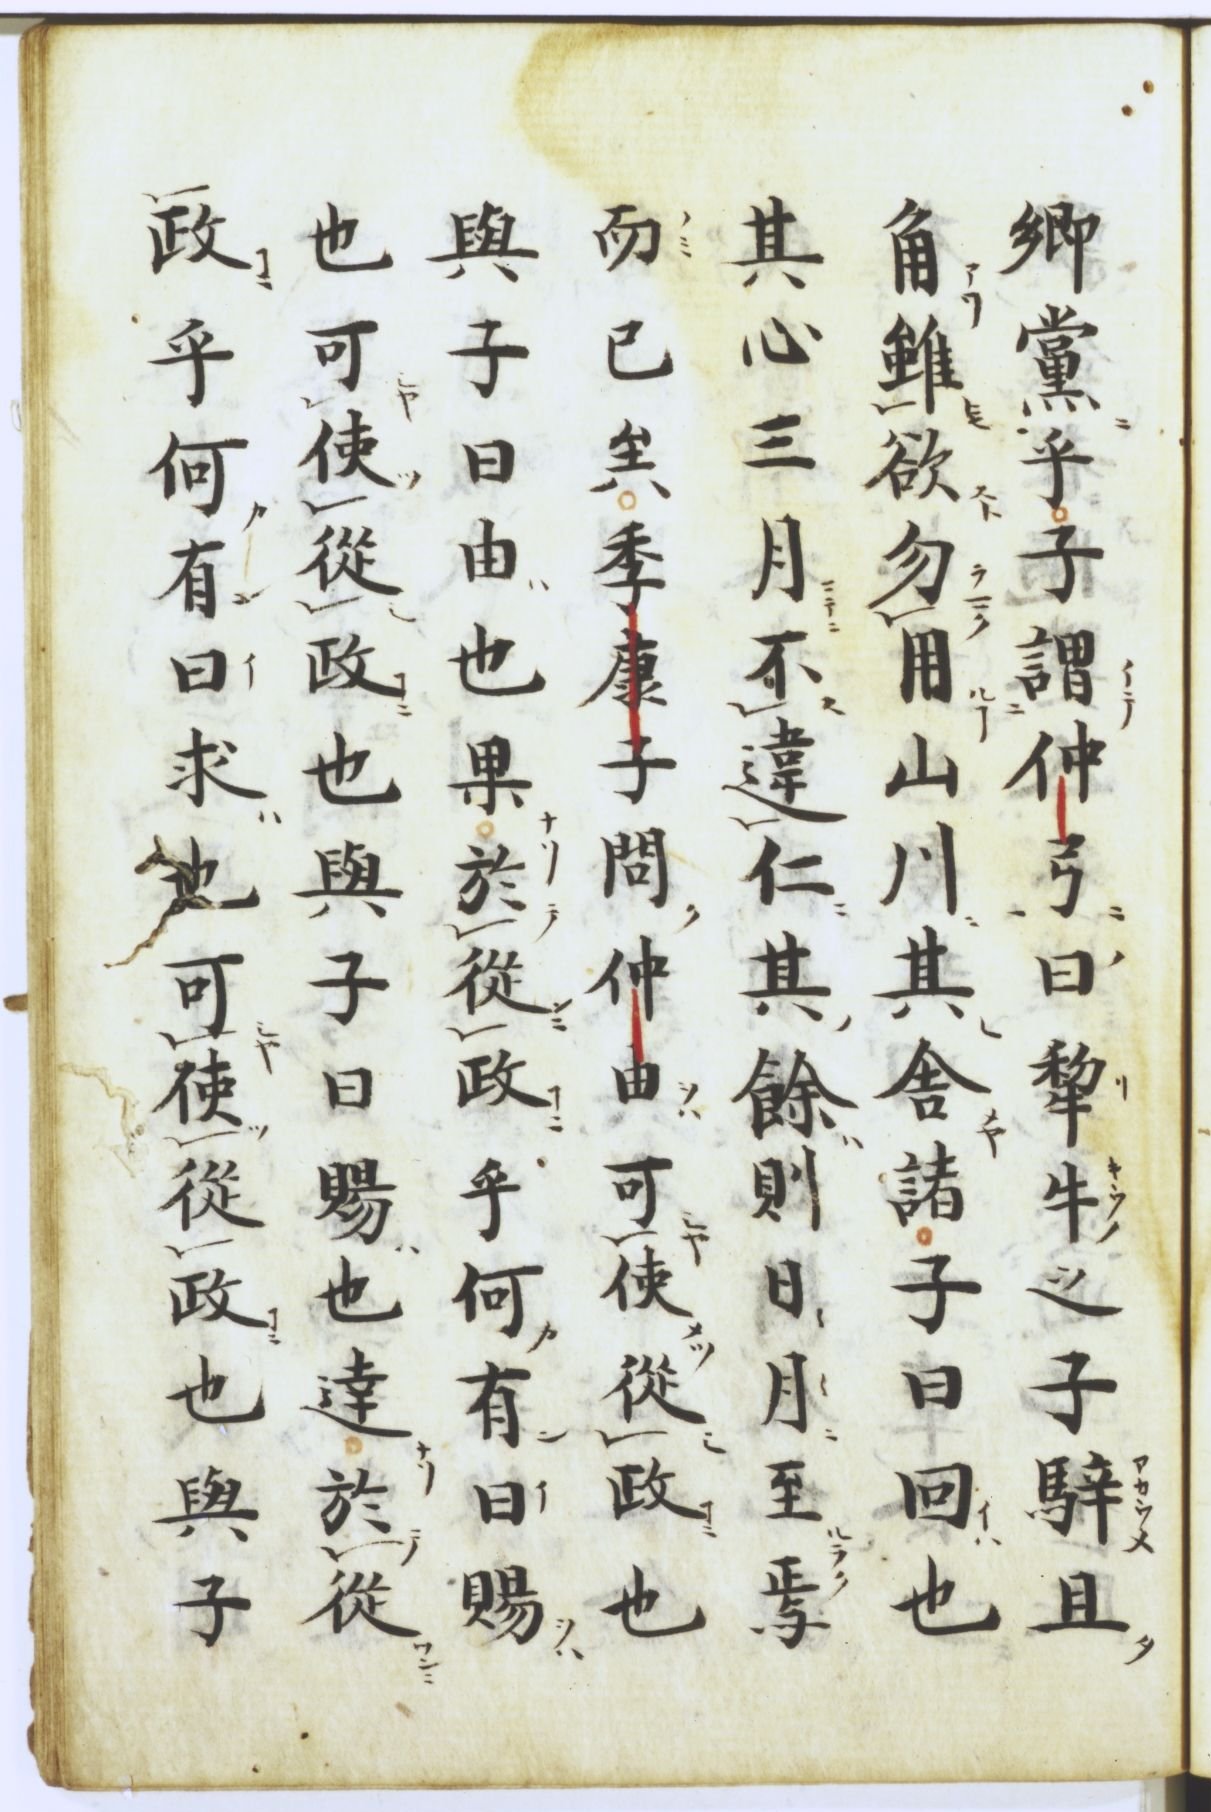 鄉黨乎子謂仲弓曰犂牛之子騂且
角雖欲勿用山川其舎諸子曰回也
其心三月不違仁其餘則日月至焉
而已矣季康子問仲由可使從政也
與子曰由也果於從政乎何有曰賜
也可使從政也與子曰賜也達於從
政乎何有曰求也可使從政也與子